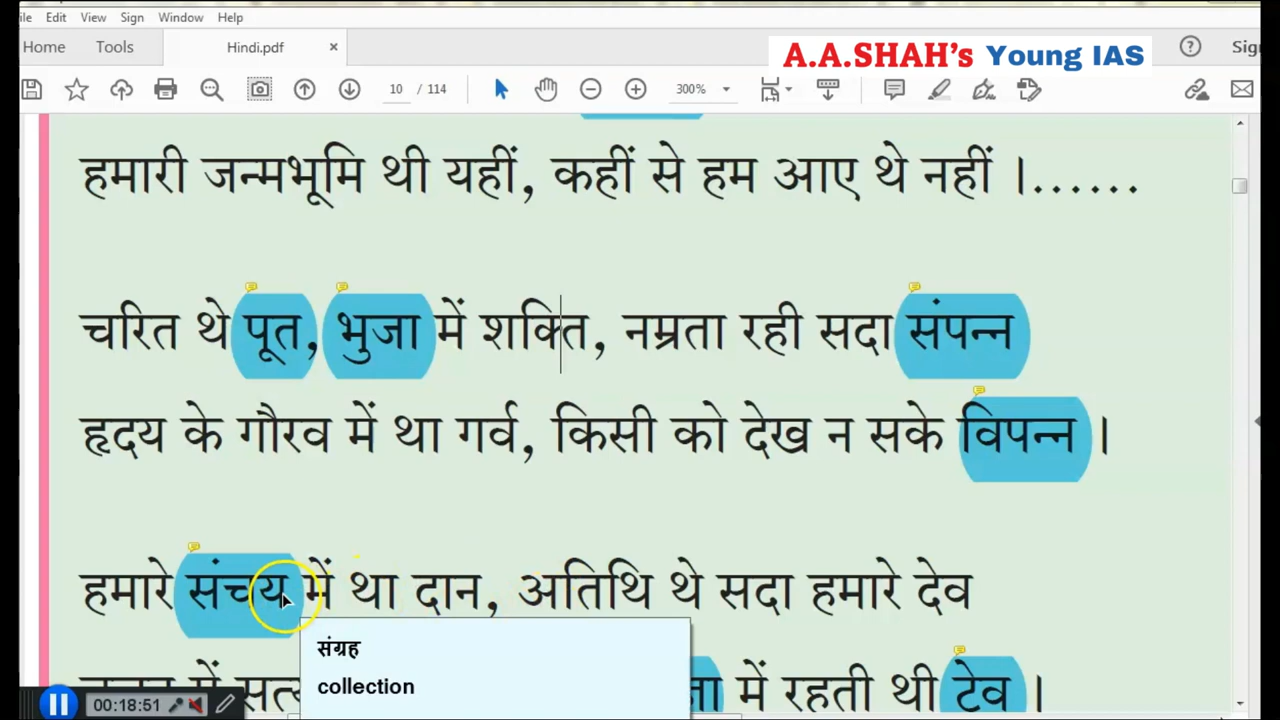 ile Edit View Sign Window Help
Home Tools Hindi.pdf × A.A.SHAH's Young IAS Sig
10 / 114 300%
हमारी जन्मभूमि थी यहीं, कहीं से हम आए थे नहीं ।......
चरित थे पूत, भुजा में शक्ति, नम्रता रही सदा संपन्न
हृदय के गौरव में था गर्व, किसी को देख न सके विपन्न ।
हमारे संचय में था दान, अतिथि थे सदा हमारे देव
संग्रह
collection
में रहती थी टेव ।
00:18:51